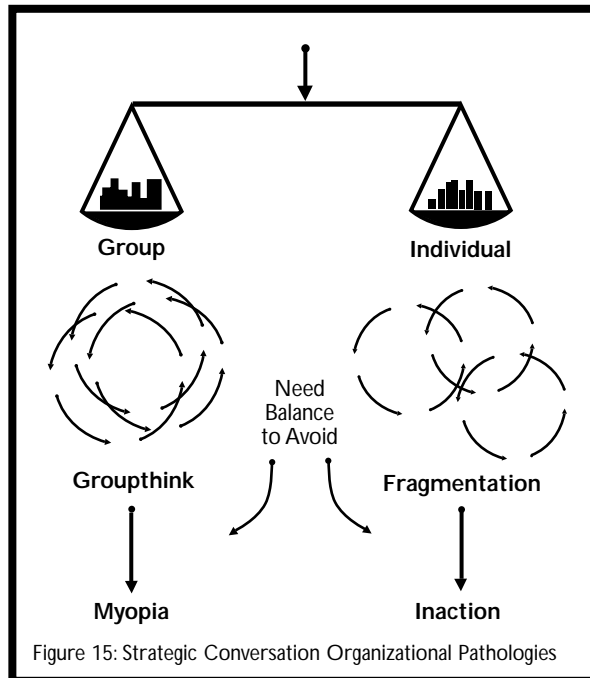 Group
Individual
Need
Balance
to Avoid
Groupthink
Fragmentation
Myopia
Inaction
Figure 15: Strategic Conversation Organizational Pathologies